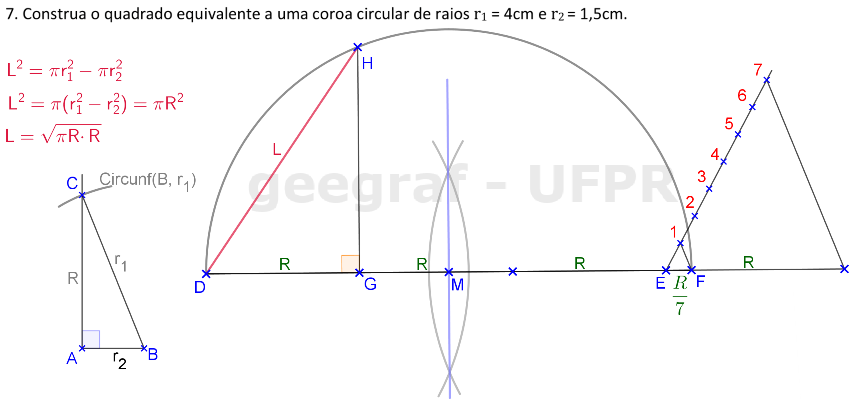 7. Construa o quadrado equivalente a uma coroa circular de raios r₁ = 4cm e r₂ = 1,5cm.
L² = πr₁² − πr₂²
L² = π(r₁² − r₂²) = πR²
L = √(πR·R)
H
7
6
5
4
3
2
1
L
C
Circunf(B, r₁)
geegraf - UFPR
R
r₁
A
r₂
B
R
R
R
R
D
G
M
E
R/7
F